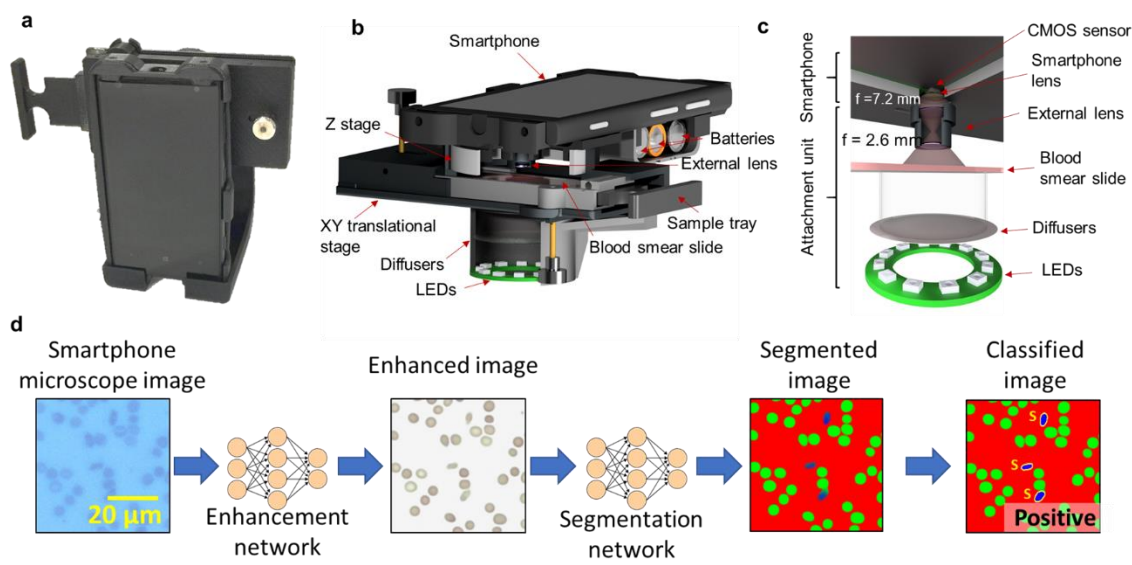 a
b
Smartphone
Z stage
Batteries
External lens
XY translational
stage
Sample tray
Blood smear slide
Diffusers
LEDs
c
CMOS sensor
Smartphone
lens
External lens
Blood
smear slide
Diffusers
LEDs
Smartphone
Attachment unit
f =7.2 mm
f = 2.6 mm
d
Smartphone
microscope image
20 µm
Enhancement
network
Enhanced image
Segmentation
network
Segmented
image
Classified
image
S
S
S
Positive